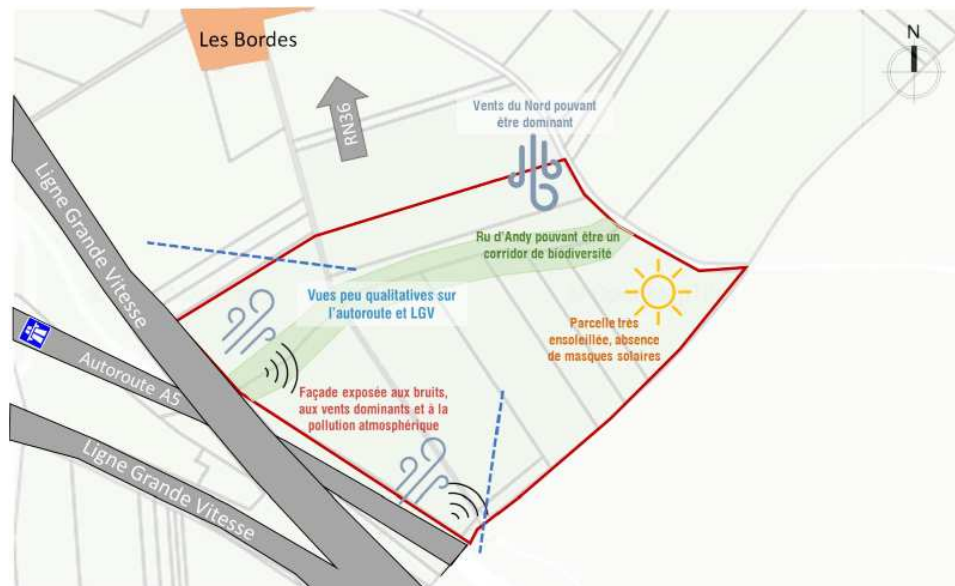 Les Bordes
N
RN36
Vents du Nord pouvant
être dominant
Ligne Grande Vitesse
Ru d'Andy pouvant être un
corridor de biodiversité
Vues peu qualitatives sur
l'autoroute et LGV
Parcelle très
ensoleillée, absence
de masques solaires
Autoroute A5
Façade exposée aux bruits,
aux vents dominants et à la
pollution atmosphérique
Ligne Grande Vitesse